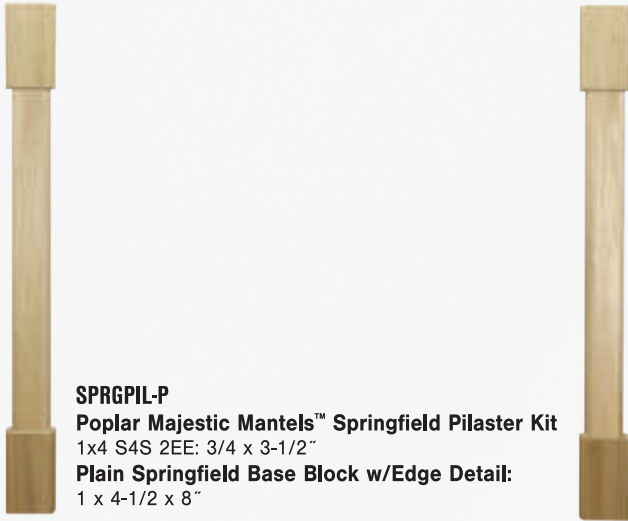 SPRGPIL-P
Poplar Majestic Mantels™ Springfield Pilaster Kit
1x4 S4S 2EE: 3/4 x 3-1/2˝
Plain Springfield Base Block w/Edge Detail:
1 x 4-1/2 x 8˝